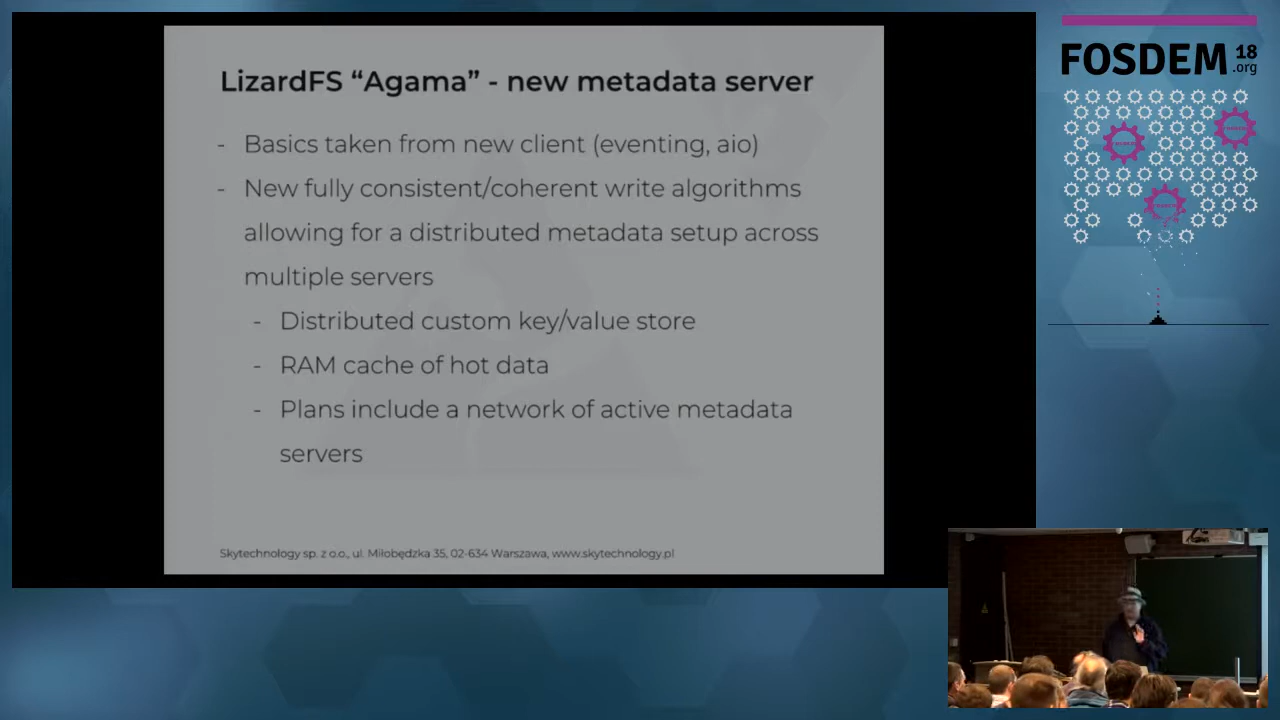 LizardFS “Agama” - new metadata server
- Basics taken from new client (eventing, aio)
- New fully consistent/coherent write algorithms
allowing for a distributed metadata setup across
multiple servers
- Distributed custom key/value store
- RAM cache of hot data
- Plans include a network of active metadata
servers
Skytechnology sp. z o.o., ul. Miłobędzka 35, 02-634 Warszawa, www.skytechnology.pl
FOSDEM 18
.org